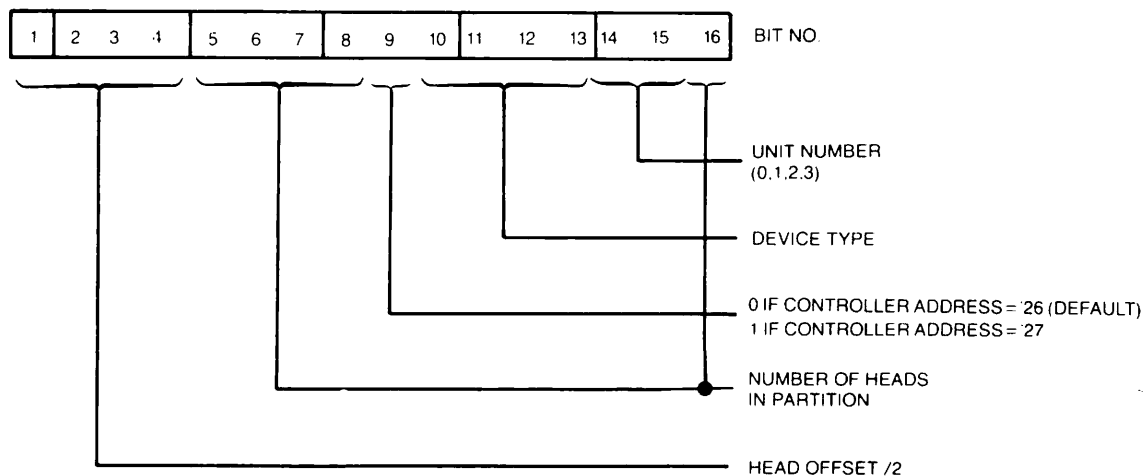 1 2 3 4 5 6 7 8 9 10 11 12 13 14 15 16 BIT NO.
UNIT NUMBER
(0,1,2.3)
DEVICE TYPE
0 IF CONTROLLER ADDRESS = '26 (DEFAULT)
1 IF CONTROLLER ADDRESS = '27
NUMBER OF HEADS
IN PARTITION
HEAD OFFSET /2